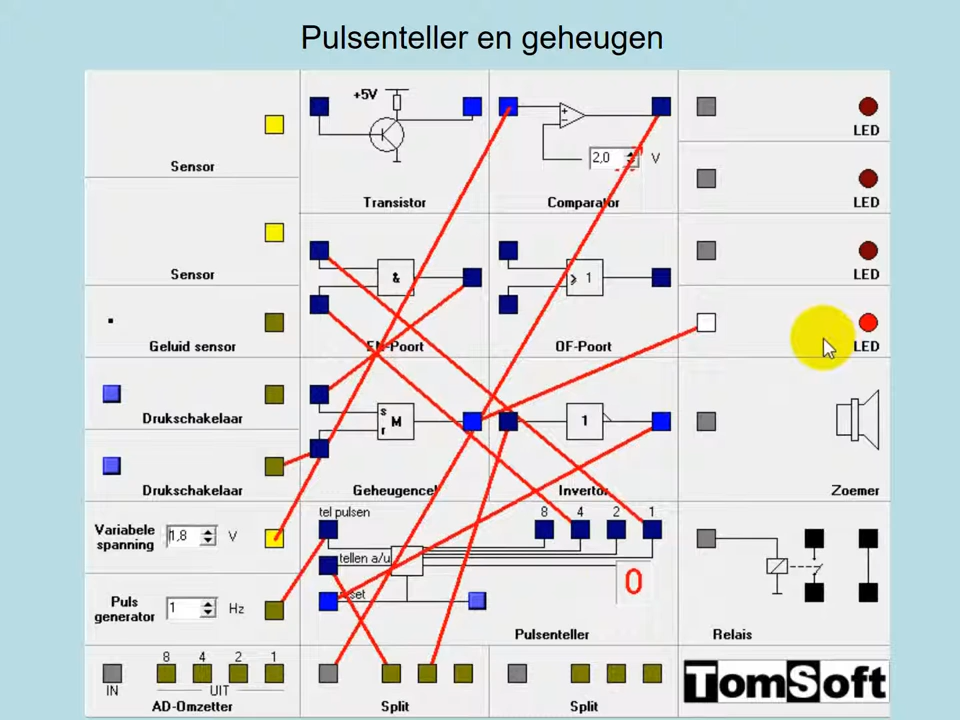 Pulsenteller en geheugen
+5V
Sensor
Transistor
2,0 V
Comparator
LED
LED
Sensor
&
EN-Poort
> 1
OF-Poort
LED
Geluid sensor
LED
Drukschakelaar
s
r
M
Geheugencel
1
Invertor
Drukschakelaar
Zoemer
Variabele
spanning
1,8 V
tel pulsen
8 4 2 1
tellen a/u
Puls
generator
1 Hz
reset
0
Pulsenteller
Relais
8 4 2 1
IN
UIT
AD-Omzetter
Split
Split
TomSoft